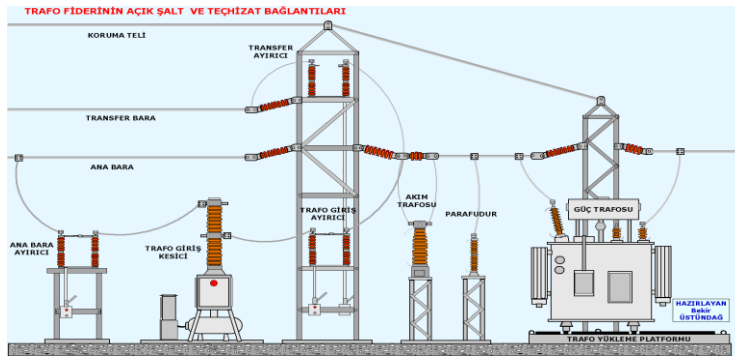 TRAFO FİDERİNİN AÇIK ŞALT VE TEÇHİZAT BAĞLANTILARI
KORUMA TELİ
TRANSFER
AYIRICI
TRANSFER BARA
ANA BARA
ANA BARA
AYIRICI
TRAFO GİRİŞ
KESİCİ
TRAFO GİRİŞ
AYIRICI
AKIM
TRAFOSU
PARAFUDUR
GÜÇ TRAFOSU
HAZIRLAYAN
Bekir
ÜSTÜNDAĞ
TRAFO YÜKLEME PLATFORMU